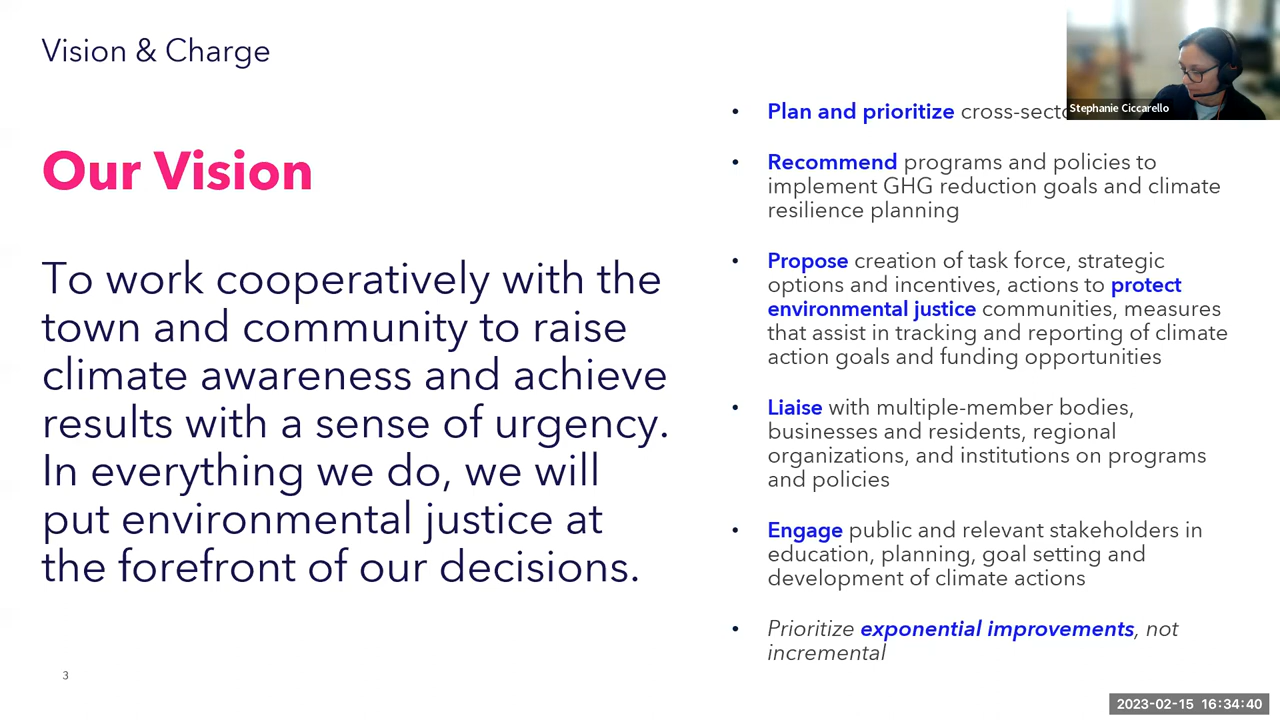 Vision & Charge
Our Vision
To work cooperatively with the
town and community to raise
climate awareness and achieve
results with a sense of urgency.
In everything we do, we will
put environmental justice at
the forefront of our decisions.
• Plan and prioritize
• Recommend programs and policies to
implement GHG reduction goals and climate
resilience planning
• Propose creation of task force, strategic
options and incentives, actions to protect
environmental justice communities, measures
that assist in tracking and reporting of climate
action goals and funding opportunities
• Liaise with multiple-member bodies,
businesses and residents, regional
organizations, and institutions on programs
and policies
• Engage public and relevant stakeholders in
education, planning, goal setting and
development of climate actions
• Prioritize exponential improvements, not
incremental
3
Stephanie Ciccarello
2023-02-15 16:34:40